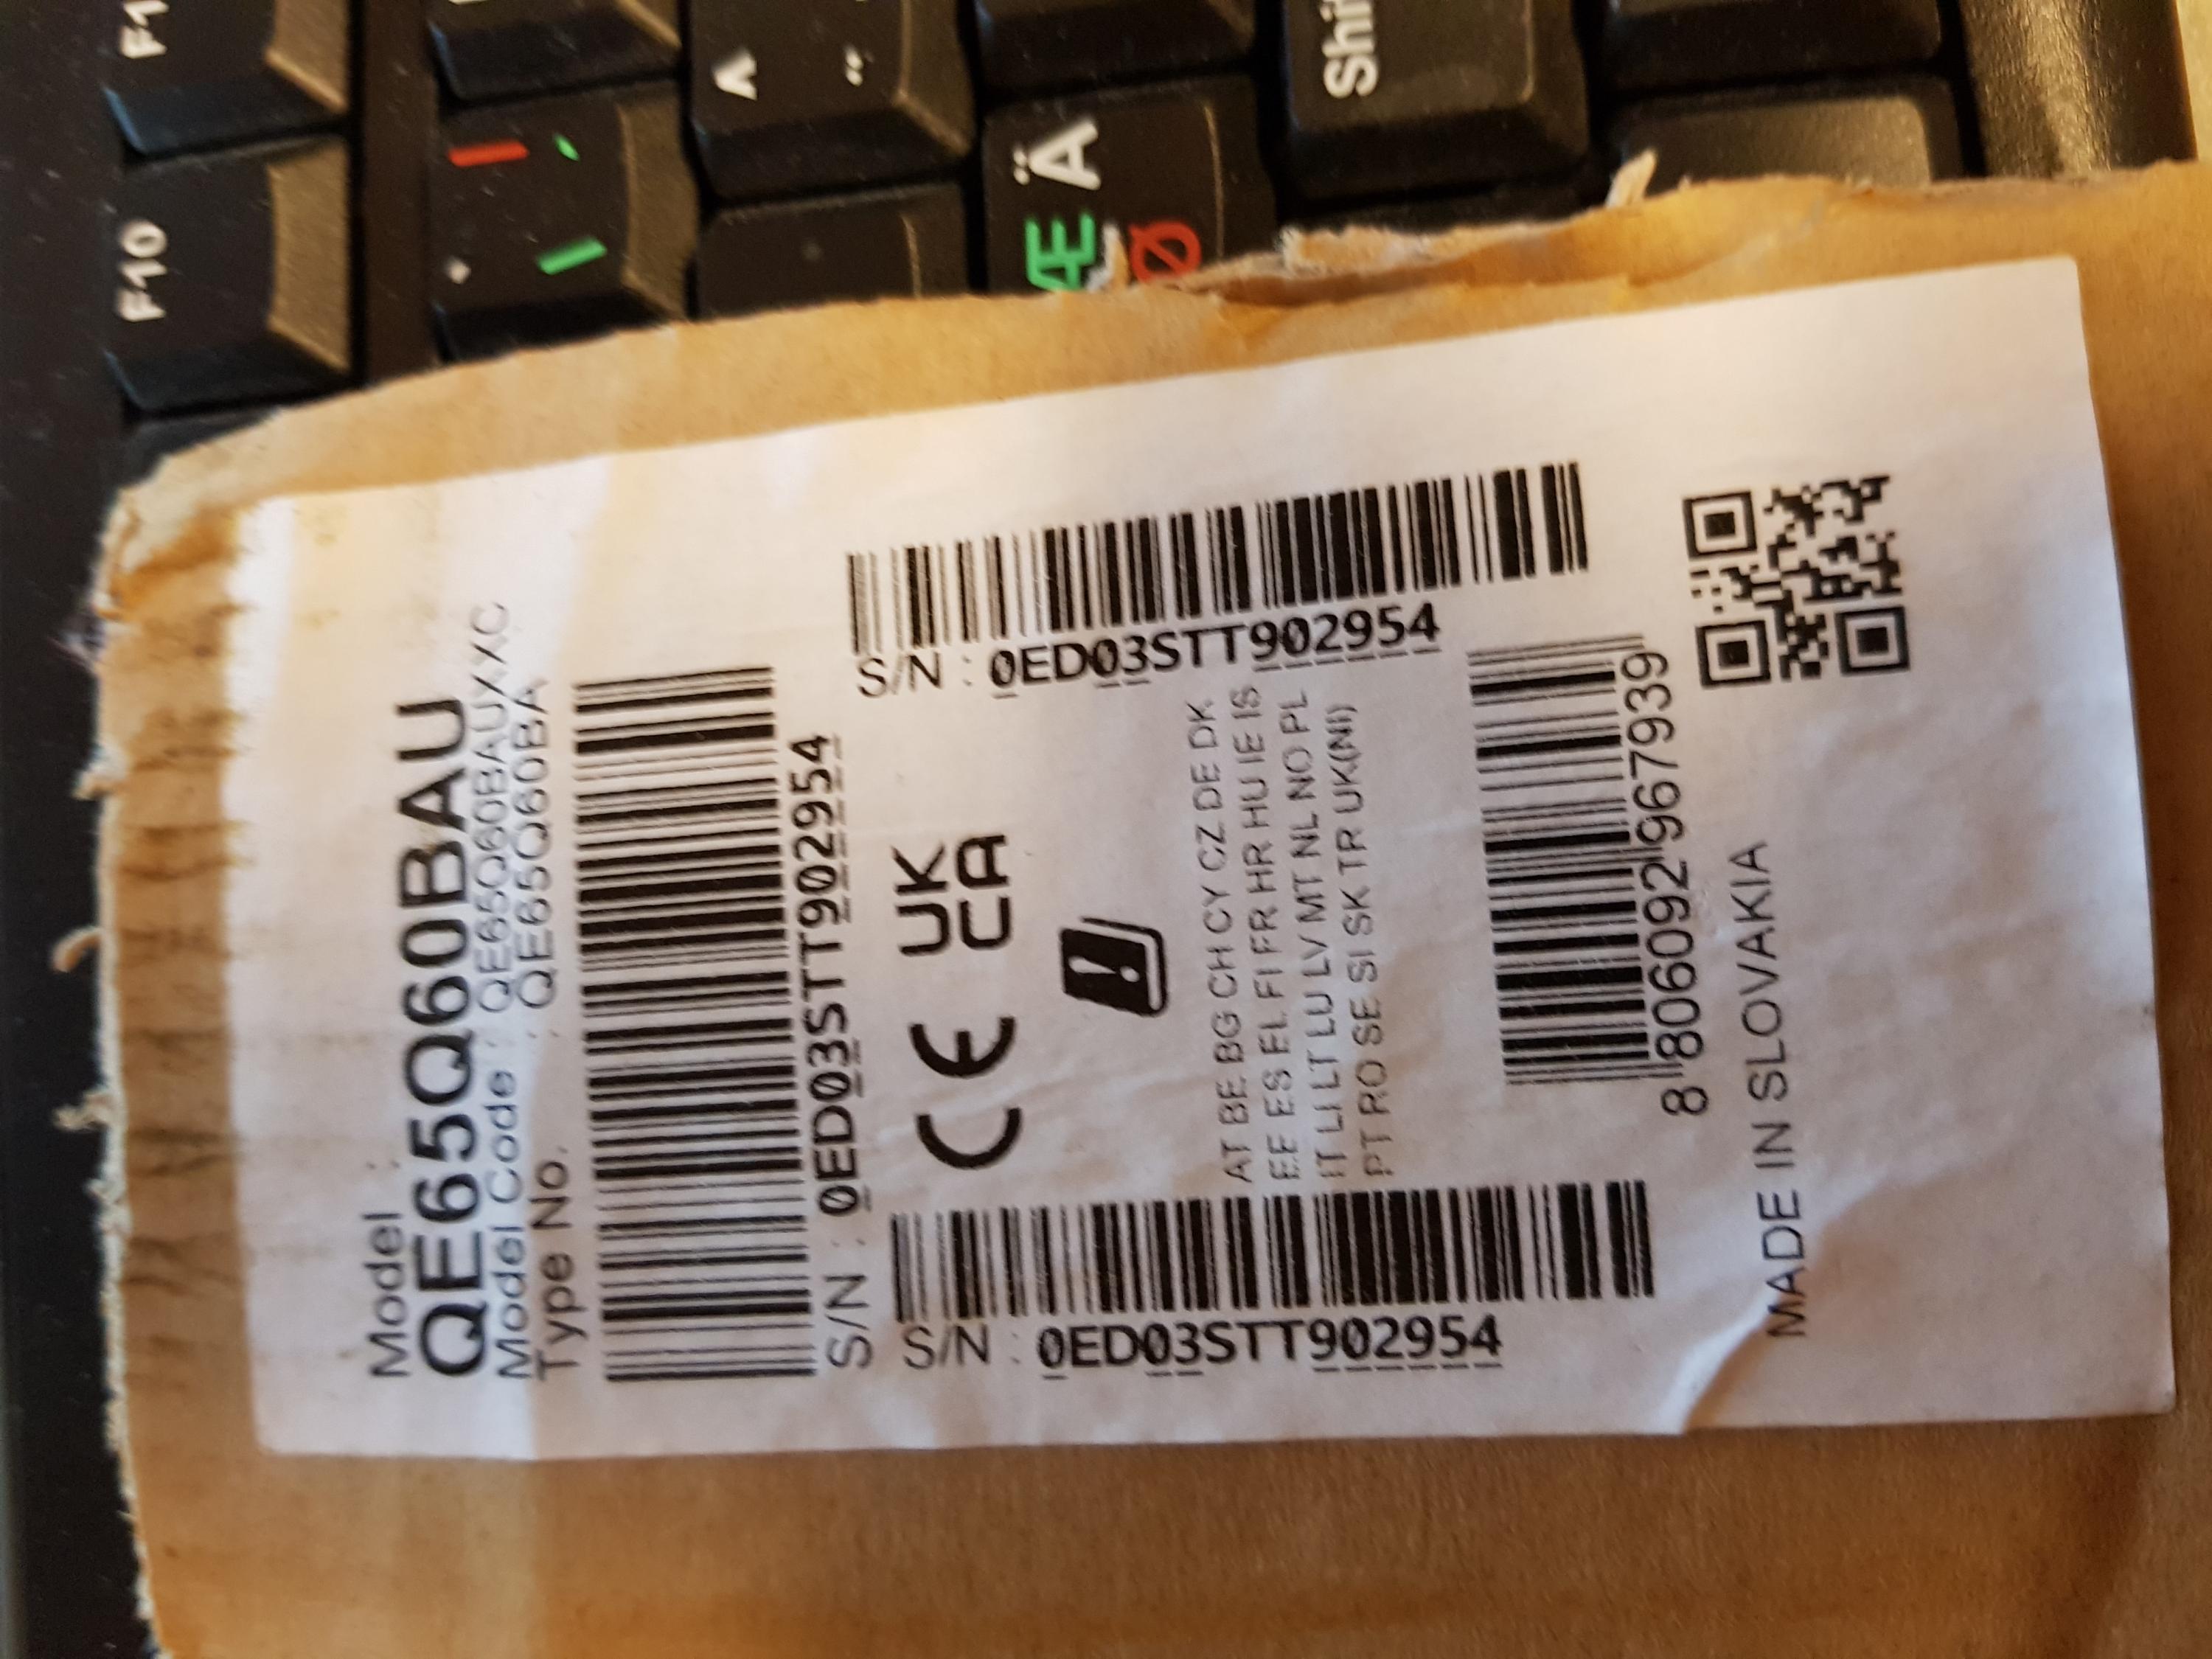 F1
F10
Shi
Ä
Æ
Ø
Model :
QE65Q60BAU
Model Code : QE65Q60BAUXXC
Type No. : QE65Q60BA
S/N : 0ED03STT902954
S/N : 0ED03STT902954
CE UK
CA
AT BE BG CH CY CZ DE DK
EE ES EL FI FR HR HU IE IS
IT LI LT LU LV MT NL NO PL
PT RO SE SI SK TR UK(NI)
S/N : 0ED03STT902954
8 806092 967939
MADE IN SLOVAKIA